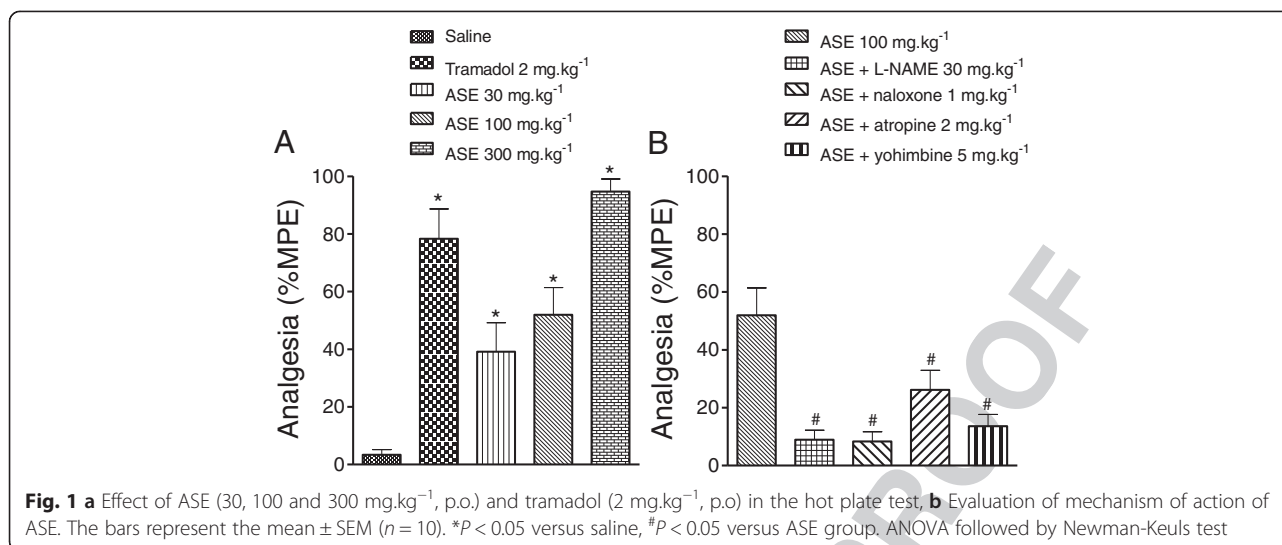 Saline
Tramadol 2 mg.kg⁻¹
ASE 30 mg.kg⁻¹
ASE 100 mg.kg⁻¹
ASE 300 mg.kg⁻¹
A
Analgesia (%MPE)
100
80
60
40
20
0
*
*
*
*
ASE 100 mg.kg⁻¹
ASE + L-NAME 30 mg.kg⁻¹
ASE + naloxone 1 mg.kg⁻¹
ASE + atropine 2 mg.kg⁻¹
ASE + yohimbine 5 mg.kg⁻¹
B
Analgesia (%MPE)
100
80
60
40
20
0
#
#
#
#
PROOF
Fig. 1 a Effect of ASE (30, 100 and 300 mg.kg⁻¹, p.o.) and tramadol (2 mg.kg⁻¹, p.o) in the hot plate test, b Evaluation of mechanism of action of
ASE. The bars represent the mean ± SEM (n = 10). *P < 0.05 versus saline, #P < 0.05 versus ASE group. ANOVA followed by Newman-Keuls test